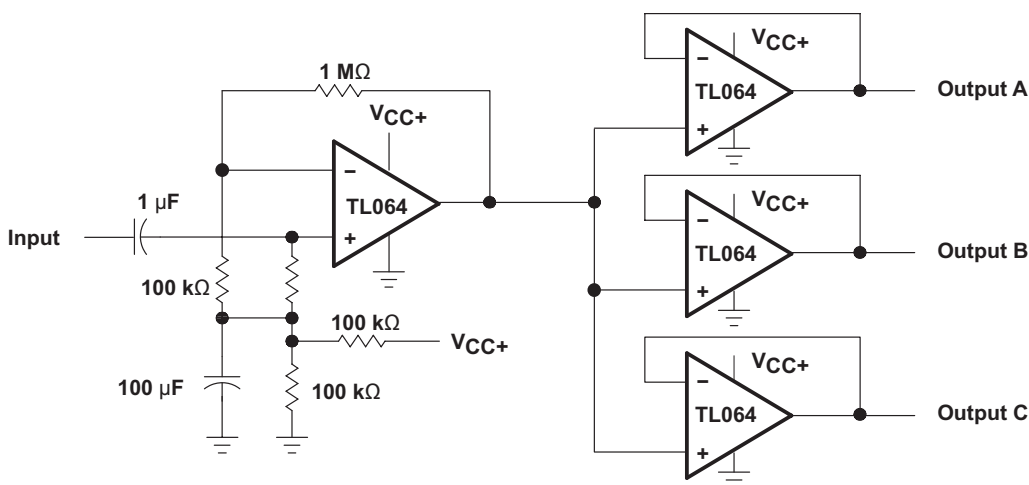 1 MΩ
VCC+
−
TL064
+
1 µF
Input
100 kΩ
100 kΩ
VCC+
100 µF
100 kΩ
VCC+
−
TL064
+
Output A
VCC+
−
TL064
+
Output B
VCC+
−
TL064
+
Output C